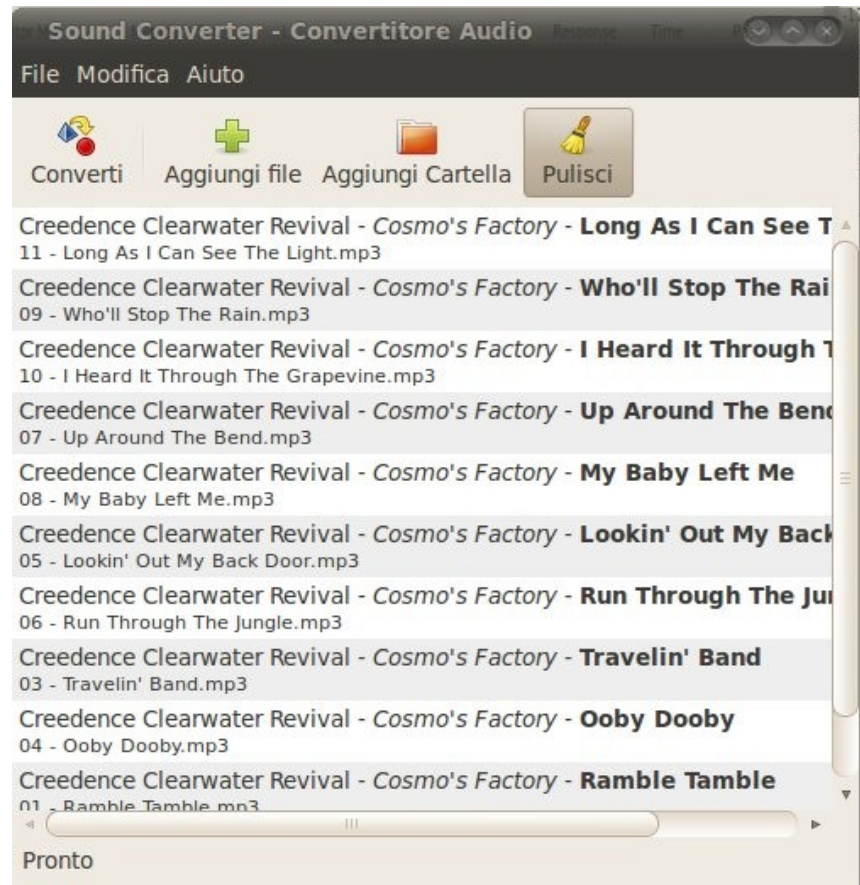 Sound Converter - Convertitore Audio
File Modifica Aiuto
Converti Aggiungi file Aggiungi Cartella Pulisci
Creedence Clearwater Revival - Cosmo's Factory - Long As I Can See T
11 - Long As I Can See The Light.mp3
Creedence Clearwater Revival - Cosmo's Factory - Who'll Stop The Rai
09 - Who'll Stop The Rain.mp3
Creedence Clearwater Revival - Cosmo's Factory - I Heard It Through T
10 - I Heard It Through The Grapevine.mp3
Creedence Clearwater Revival - Cosmo's Factory - Up Around The Bend
07 - Up Around The Bend.mp3
Creedence Clearwater Revival - Cosmo's Factory - My Baby Left Me
08 - My Baby Left Me.mp3
Creedence Clearwater Revival - Cosmo's Factory - Lookin' Out My Back
05 - Lookin' Out My Back Door.mp3
Creedence Clearwater Revival - Cosmo's Factory - Run Through The Jun
06 - Run Through The Jungle.mp3
Creedence Clearwater Revival - Cosmo's Factory - Travelin' Band
03 - Travelin' Band.mp3
Creedence Clearwater Revival - Cosmo's Factory - Ooby Dooby
04 - Ooby Dooby.mp3
Creedence Clearwater Revival - Cosmo's Factory - Ramble Tamble
01 - Ramble Tamble.mp3
Pronto